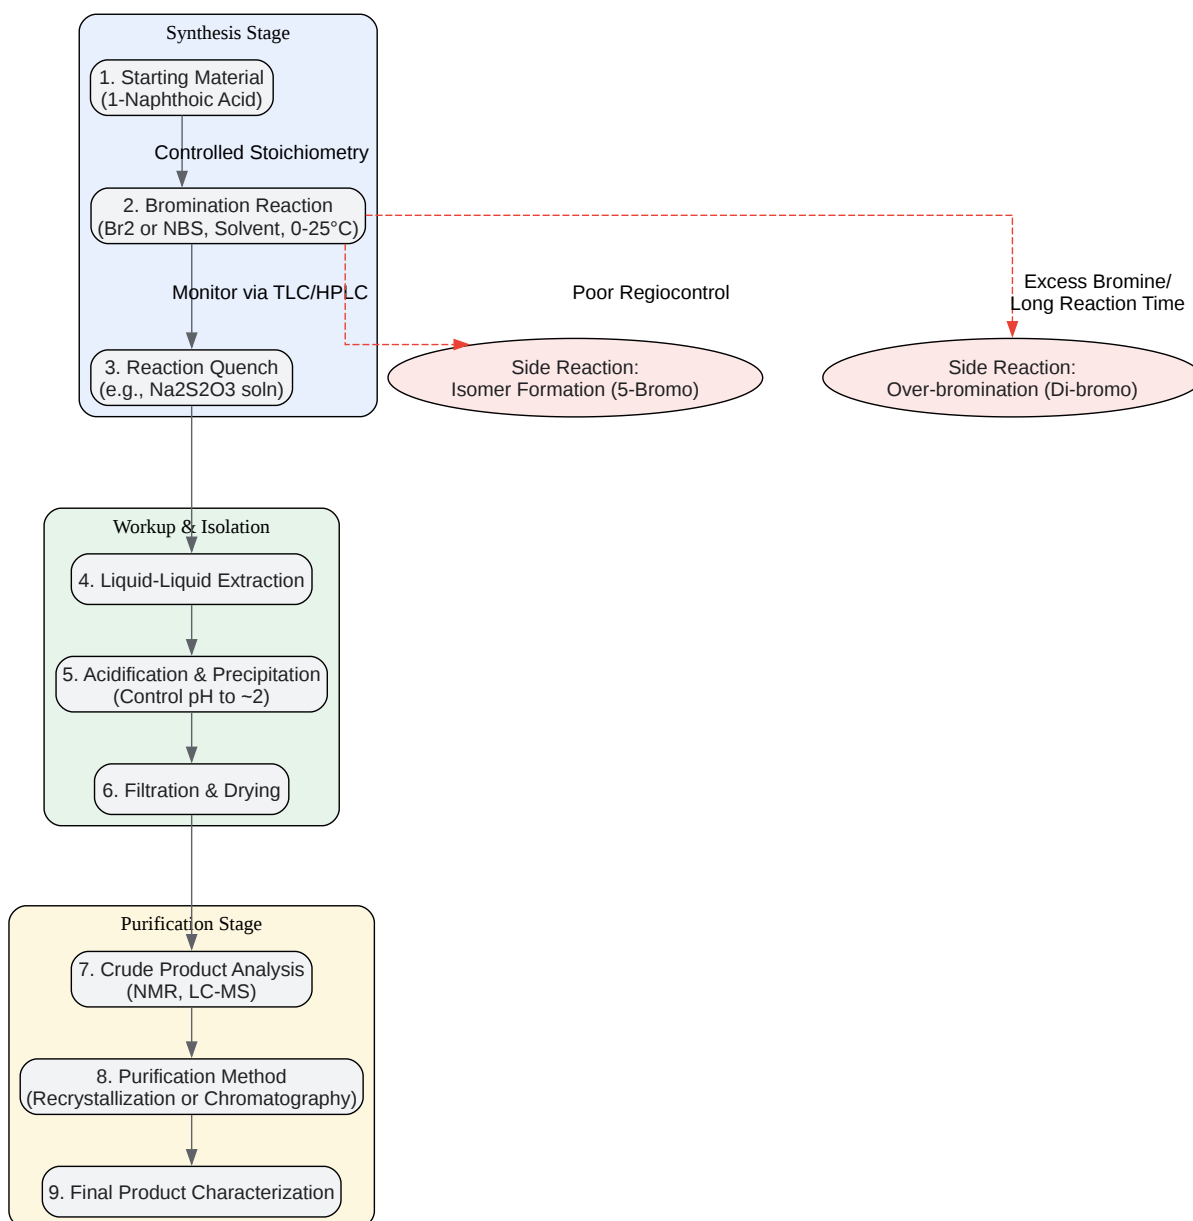 Synthesis Stage
1. Starting Material
(1-Naphthoic Acid)
Controlled Stoichiometry
2. Bromination Reaction
(Br2 or NBS, Solvent, 0-25°C)
Monitor via TLC/HPLC
Poor Regiocontrol
Excess Bromine/
Long Reaction Time
3. Reaction Quench
(e.g., Na2S2O3 soln)
Side Reaction:
Isomer Formation (5-Bromo)
Side Reaction:
Over-bromination (Di-bromo)
Workup & Isolation
4. Liquid-Liquid Extraction
5. Acidification & Precipitation
(Control pH to ~2)
6. Filtration & Drying
Purification Stage
7. Crude Product Analysis
(NMR, LC-MS)
8. Purification Method
(Recrystallization or Chromatography)
9. Final Product Characterization